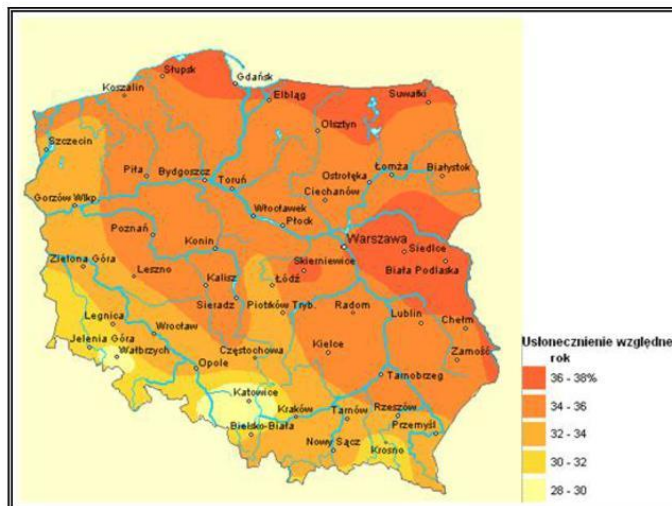 Słupsk
Gdańsk
Koszalin
Elbląg
Suwałki
Olsztyn
Szczecin
Piła
Bydgoszcz
Toruń
Ostrołęka
Łomża
Białystok
Ciechanów
Gorzów Wlkp.
Włocławek
Płock
Poznań
Konin
Warszawa
Siedlce
Biała Podlaska
Zielona Góra
Leszno
Kalisz
Skierniewice
Łódź
Sieradz
Piotrków Tryb.
Radom
Lublin
Chełm
Legnica
Wrocław
Jelenia Góra
Wałbrzych
Opole
Częstochowa
Kielce
Zamość
Tarnobrzeg
Katowice
Kraków
Tarnów
Rzeszów
Przemyśl
Bielsko-Biała
Nowy Sącz
Krosno
Usłonecznienie względne
rok
36 - 38%
34 - 36
32 - 34
30 - 32
28 - 30